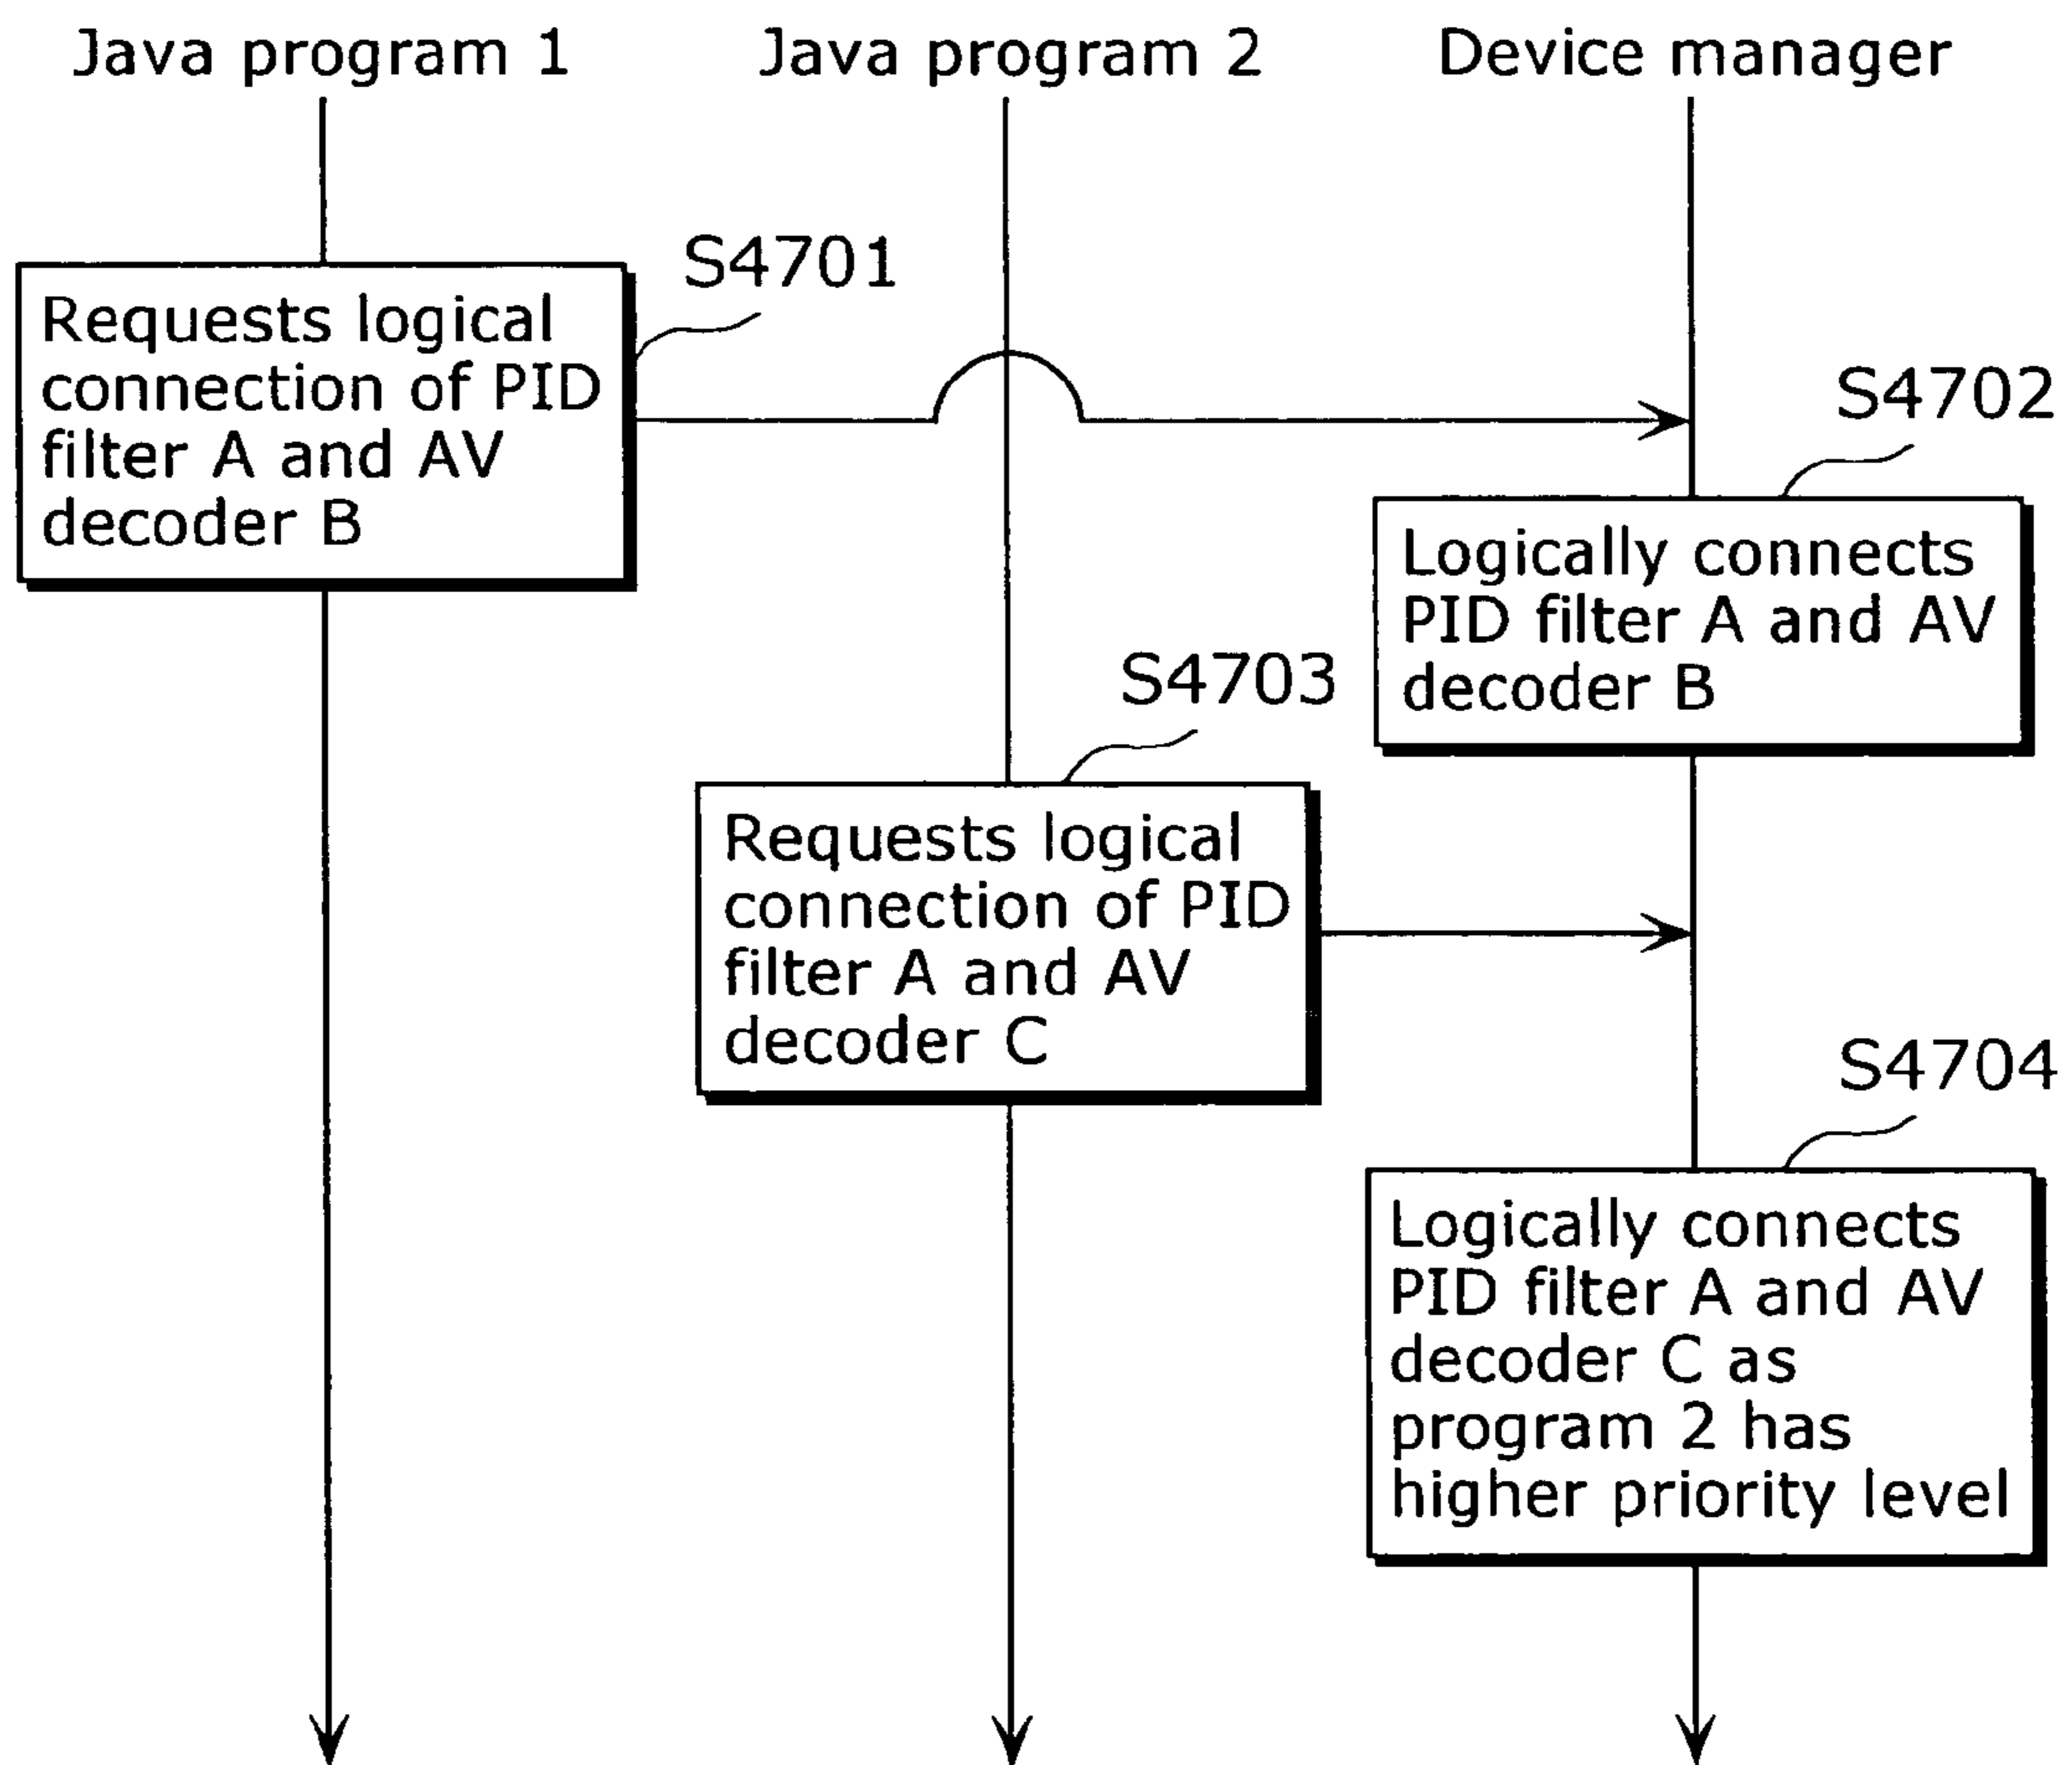 Java program 1
Java program 2
Device manager
S4701
Requests logical
connection of PID
filter A and AV
decoder B
S4702
Logically connects
PID filter A and AV
decoder B
S4703
Requests logical
connection of PID
filter A and AV
decoder C
S4704
Logically connects
PID filter A and AV
decoder C as
program 2 has
higher priority level